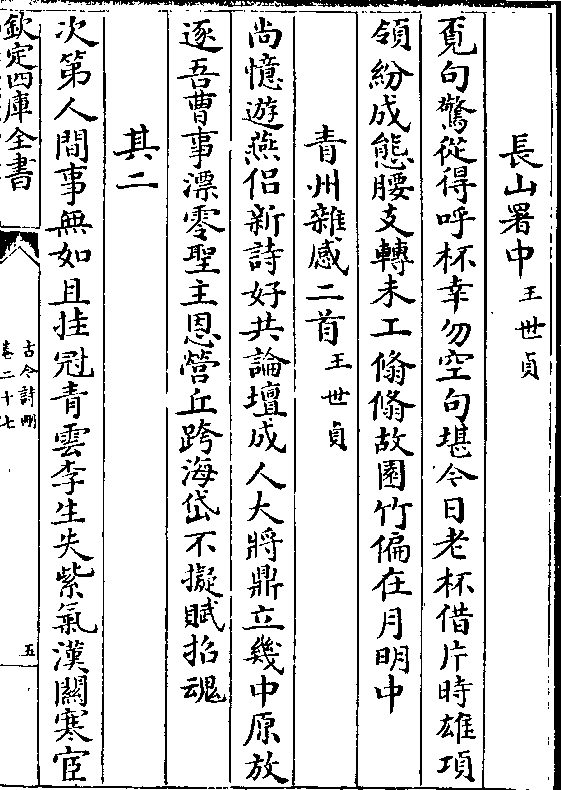 長山署中王世貞
覓句驚從得呼杯幸勿空句堪令日老杯借片時雄項
領紛成態腰支轉未工翛翛故園竹偏在月明中
青州雜感二首王世貞
尚憶遊燕侶新詩好共論壇成人大將鼎立幾中原放
逐吾曹事漂零聖主恩營丘跨海岱不擬賦招魂
其二
次第人間事無如且挂冠青雲李生失紫氣漢關寒宦
欽定四庫全書
古今詩刪
卷二十七
五